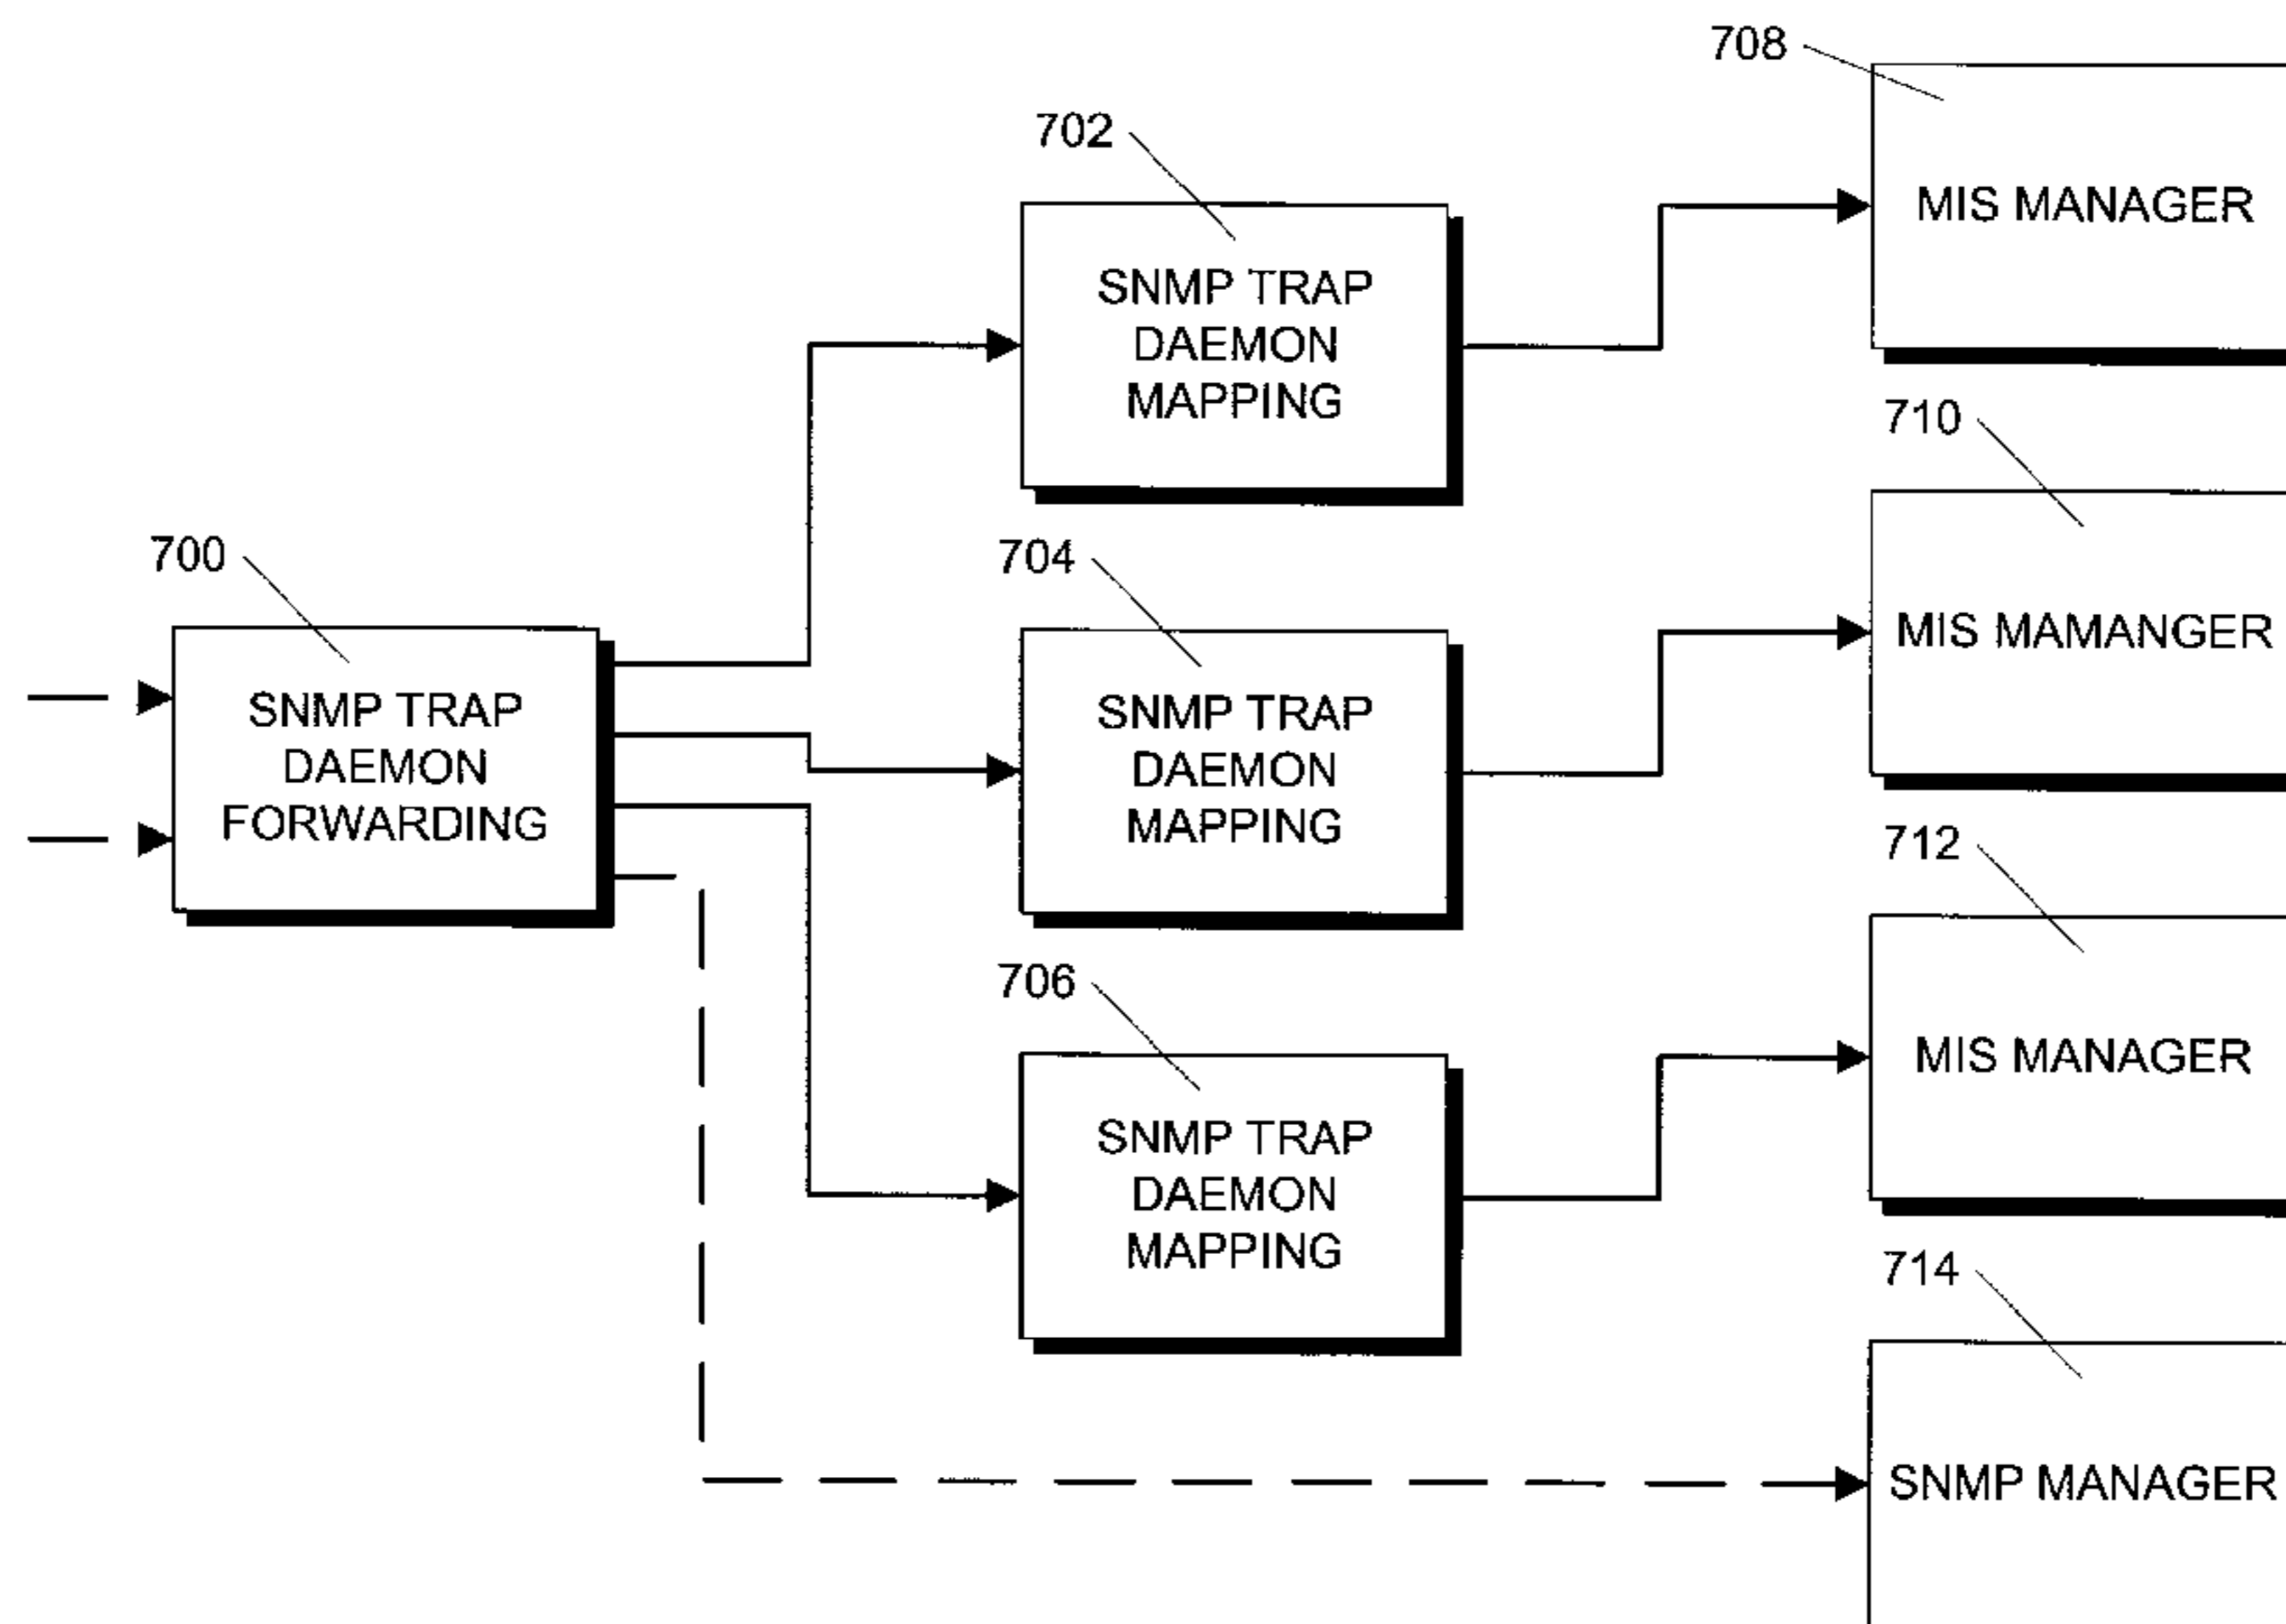 708
MIS MANAGER
702
SNMP TRAP
DAEMON
MAPPING
710
MIS MAMANGER
700
SNMP TRAP
DAEMON
FORWARDING
704
SNMP TRAP
DAEMON
MAPPING
712
MIS MANAGER
706
SNMP TRAP
DAEMON
MAPPING
714
SNMP MANAGER